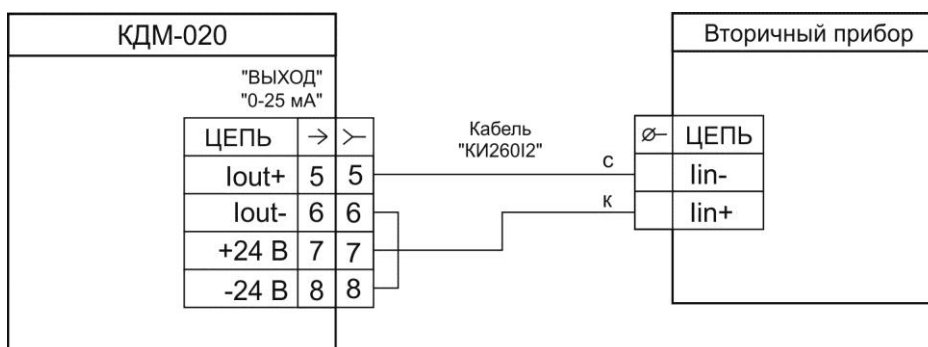 КДМ-020
"ВЫХОД"
"0-25 мА"
ЦЕПЬ
Iout+ 5 5
Iout- 6 6
+24 В 7 7
-24 В 8 8
Кабель
"КИ260I2"
с
к
Вторичный прибор
ЦЕПЬ
Iin-
Iin+